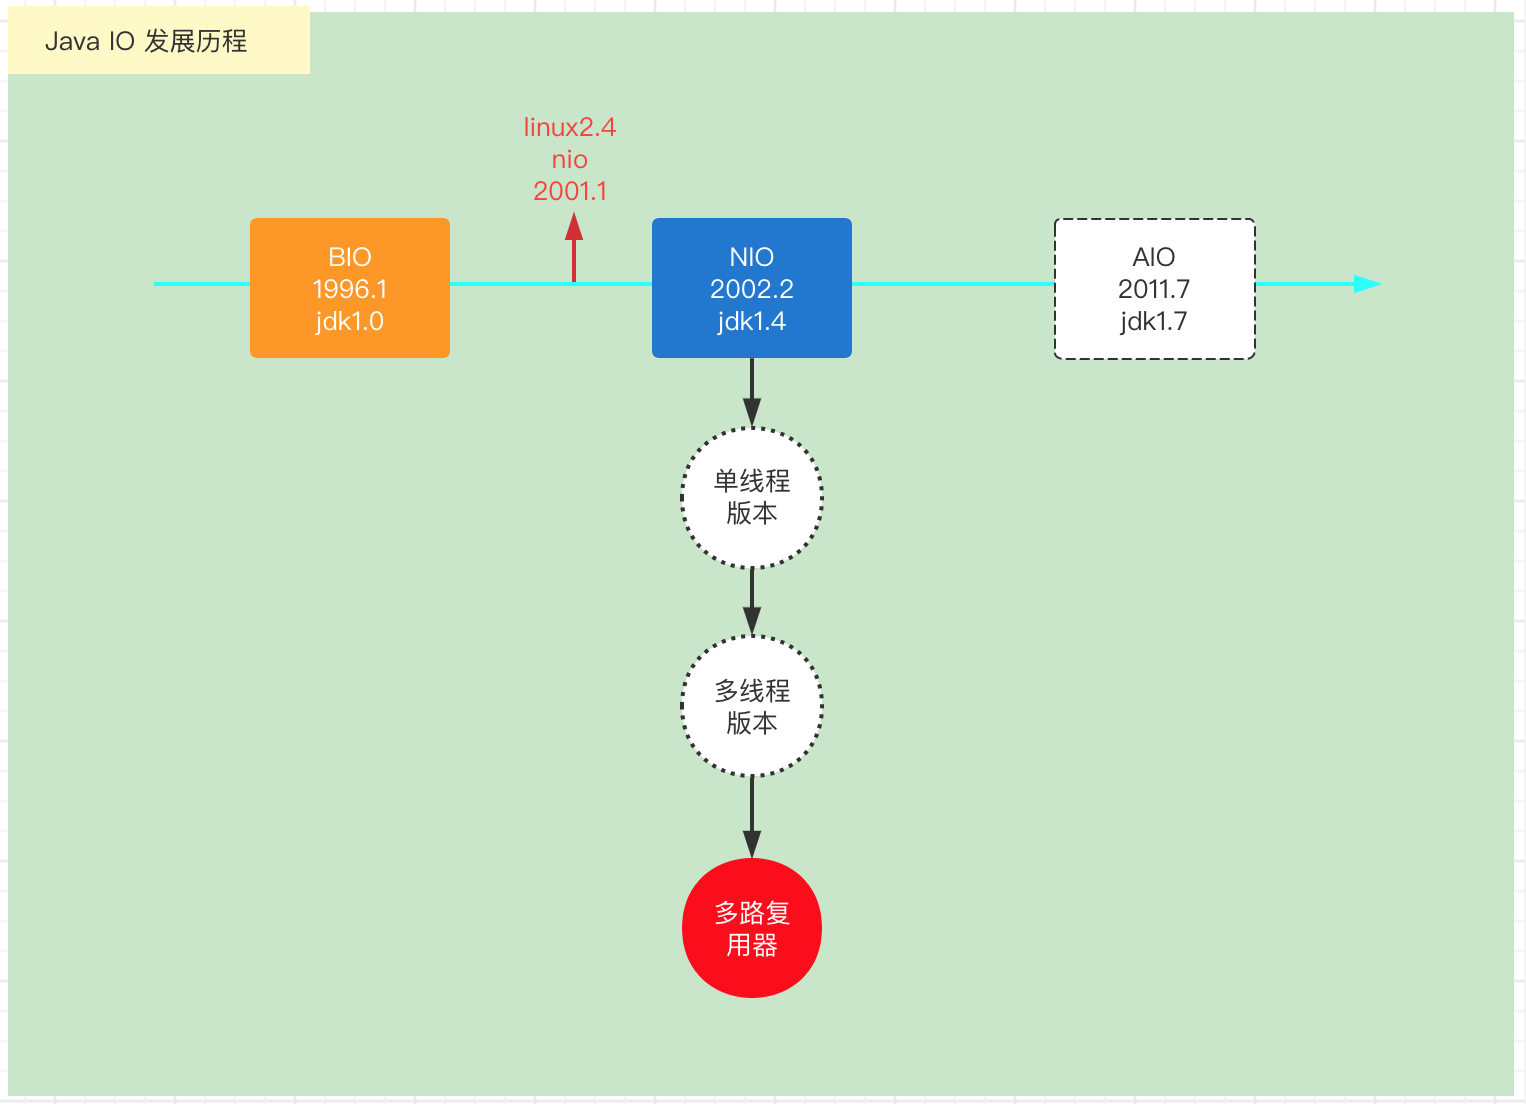 Java IO 发展历程
linux2.4
nio
2001.1
BIO
1996.1
jdk1.0
NIO
2002.2
jdk1.4
AIO
2011.7
jdk1.7
单线程
版本
多线程
版本
多路复
用器